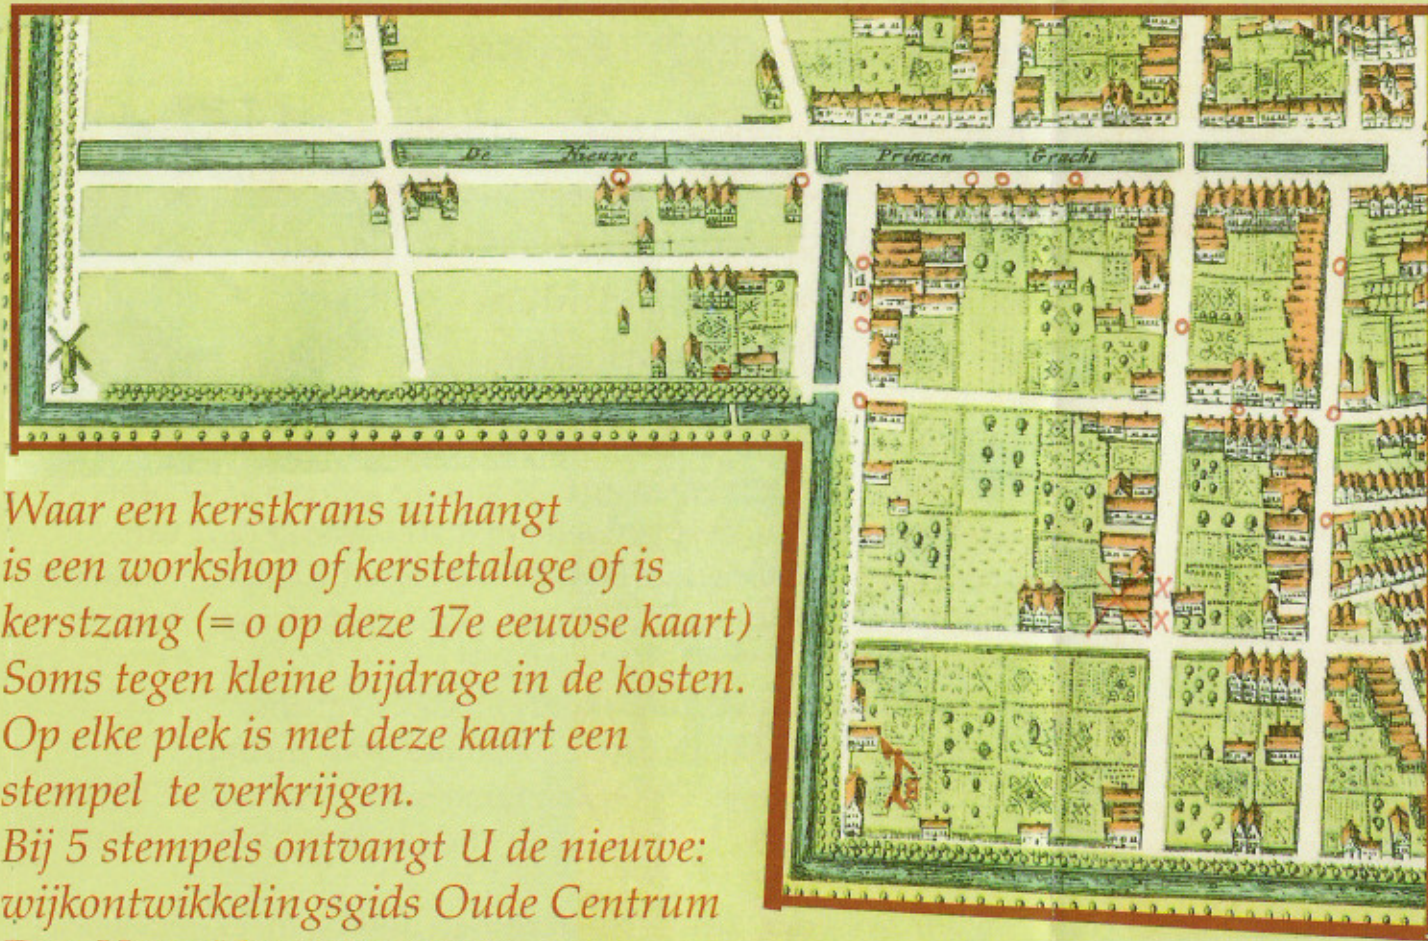 De Nieuwe Princen Gracht
Gracht
Waar een kerstkrans uithangt
is een workshop of kerstetalage of is
kerstzang (= o op deze 17e eeuwse kaart)
Soms tegen kleine bijdrage in de kosten.
Op elke plek is met deze kaart een
stempel te verkrijgen.
Bij 5 stempels ontvangt U de nieuwe:
wijkontwikkelingsgids Oude Centrum
X
X